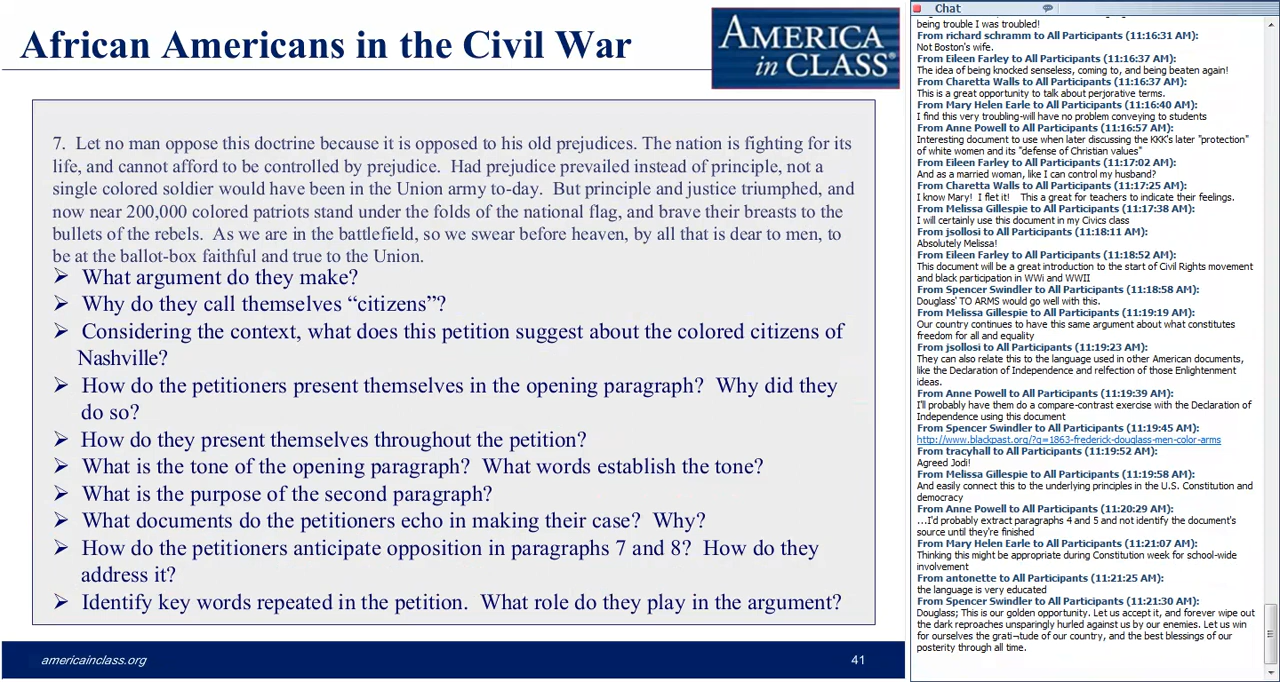 African Americans in the Civil War
AMERICA
in CLASS®
7. Let no man oppose this doctrine because it is opposed to his old prejudices. The nation is fighting for its
life, and cannot afford to be controlled by prejudice. Had prejudice prevailed instead of principle, not a
single colored soldier would have been in the Union army to-day. But principle and justice triumphed, and
now near 200,000 colored patriots stand under the folds of the national flag, and brave their breasts to the
bullets of the rebels. As we are in the battlefield, so we swear before heaven, by all that is dear to men, to
be at the ballot-box faithful and true to the Union.
➢ What argument do they make?
➢ Why do they call themselves “citizens”?
➢ Considering the context, what does this petition suggest about the colored citizens of
Nashville?
➢ How do the petitioners present themselves in the opening paragraph? Why did they
do so?
➢ How do they present themselves throughout the petition?
➢ What is the tone of the opening paragraph? What words establish the tone?
➢ What is the purpose of the second paragraph?
➢ What documents do the petitioners echo in making their case? Why?
➢ How do the petitioners anticipate opposition in paragraphs 7 and 8? How do they
address it?
➢ Identify key words repeated in the petition. What role do they play in the argument?
americainclass.org
41
Chat
being trouble I was troubled!
From richard schramm to All Participants (11:16:31 AM):
Not Boston's wife.
From Eileen Farley to All Participants (11:16:37 AM):
The idea of being knocked senseless, coming to, and being beaten again!
From Charetta Walls to All Participants (11:16:37 AM):
This is a great opportunity to talk about perjorative terms.
From Mary Helen Earle to All Participants (11:16:40 AM):
I find this very troubling-will have no problem conveying to students
From Anne Powell to All Participants (11:16:57 AM):
Interesting document to use when later discussing the KKK's later "protection"
of white women and its "defense of Christian values"
From Eileen Farley to All Participants (11:17:02 AM):
And as a married woman, like I can control my husband?
From Charetta Walls to All Participants (11:17:25 AM):
I know Mary! I flet it! This a great for teachers to indicate their feelings.
From Melissa Gillespie to All Participants (11:17:38 AM):
I will certainly use this document in my Civics class
From jsollosi to All Participants (11:18:11 AM):
Absolutely Melissa!
From Eileen Farley to All Participants (11:18:52 AM):
This document will be a great introduction to the start of Civil Rights movement
and black participation in WWi and WWII
From Spencer Swindler to All Participants (11:18:58 AM):
Douglass' TO ARMS would go well with this.
From Melissa Gillespie to All Participants (11:19:19 AM):
Our country continues to have this same argument about what constitutes
freedom for all and equality
From jsollosi to All Participants (11:19:23 AM):
They can also relate this to the language used in other American documents,
like the Declaration of Independence and relfection of those Enlightenment
ideas.
From Anne Powell to All Participants (11:19:39 AM):
I'll probably have them do a compare-contrast exercise with the Declaration of
Independence using this document
From Spencer Swindler to All Participants (11:19:45 AM):
http://www.blackpast.org/?q=1863-frederick-douglass-men-color-arms
From tracyhall to All Participants (11:19:52 AM):
Agreed Jodi!
From Melissa Gillespie to All Participants (11:19:58 AM):
And easily connect this to the underlying principles in the U.S. Constitution and
democracy
From Anne Powell to All Participants (11:20:29 AM):
...I'd probably extract paragraphs 4 and 5 and not identify the document's
source until they're finished
From Mary Helen Earle to All Participants (11:21:07 AM):
Thinking this might be appropriate during Constitution week for school-wide
involvement
From antonette to All Participants (11:21:25 AM):
the language is very educated
From Spencer Swindler to All Participants (11:21:30 AM):
Douglass; This is our golden opportunity. Let us accept it, and forever wipe out
the dark reproaches unsparingly hurled against us by our enemies. Let us win
for ourselves the grati¬tude of our country, and the best blessings of our
posterity through all time.